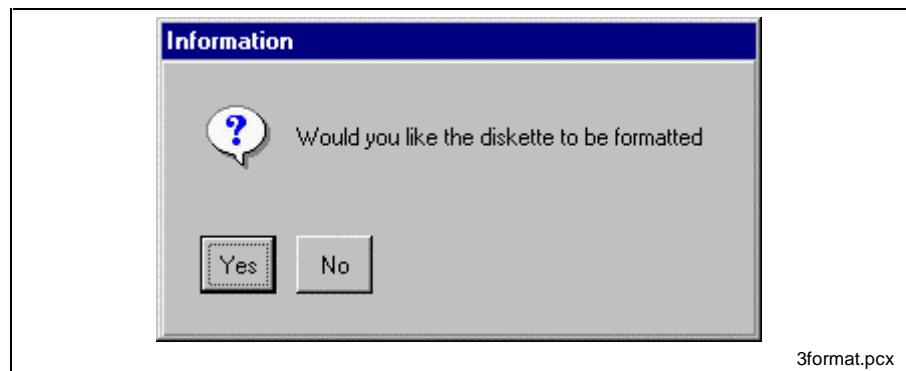 Information
Would you like the diskette to be formatted
Yes No
3format.pcx